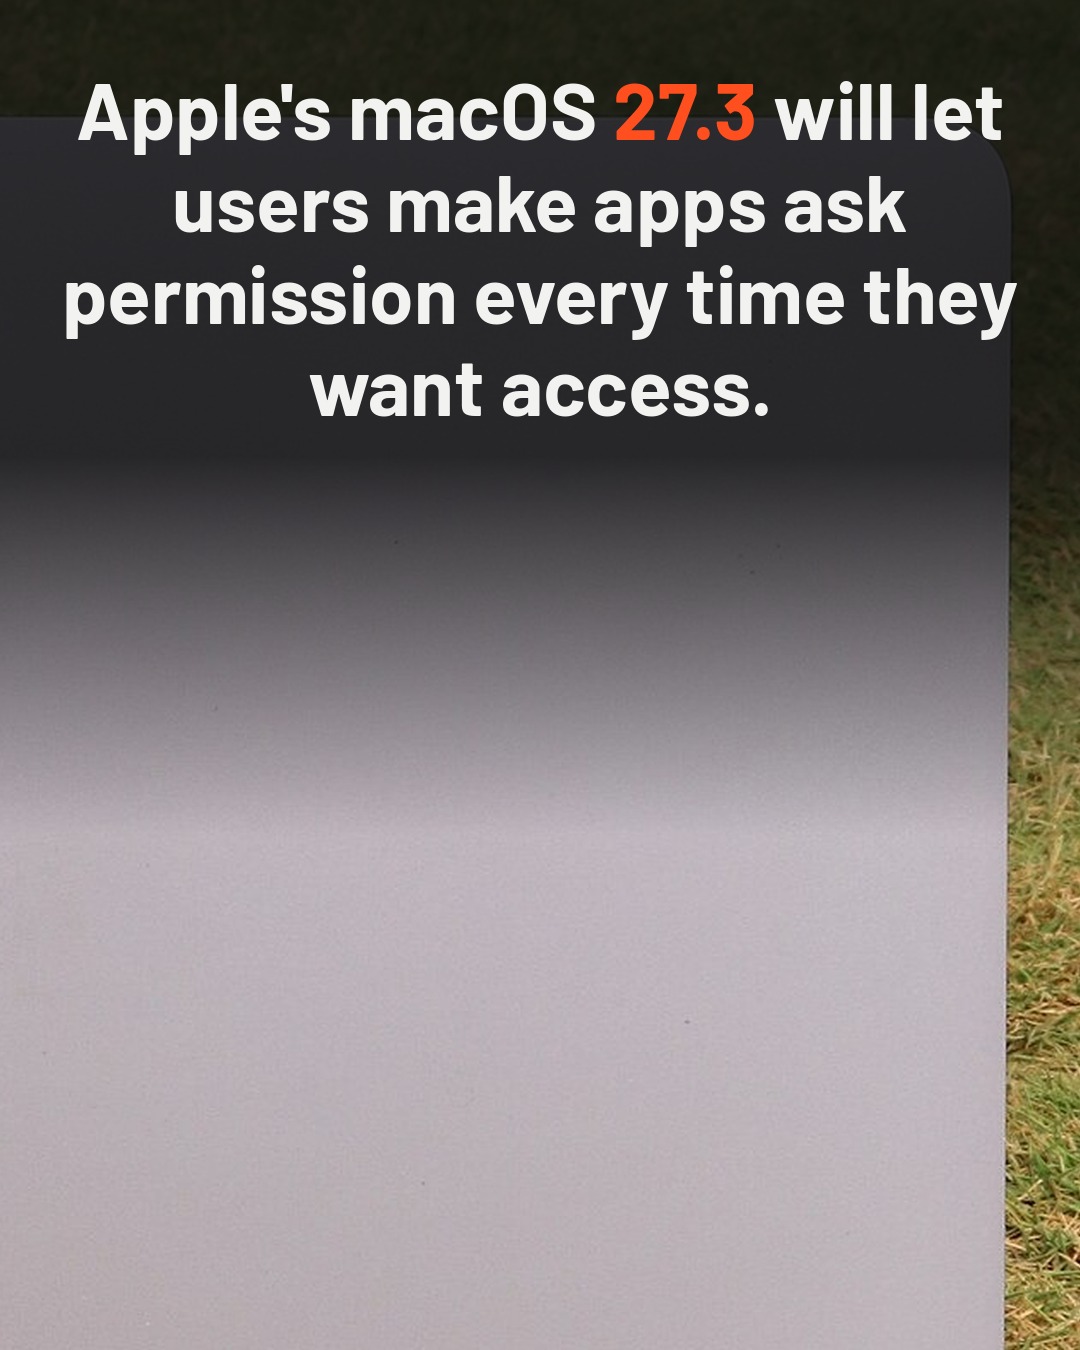 Apple's macOS 27.3 will let
users make apps ask
permission every time they
want access.